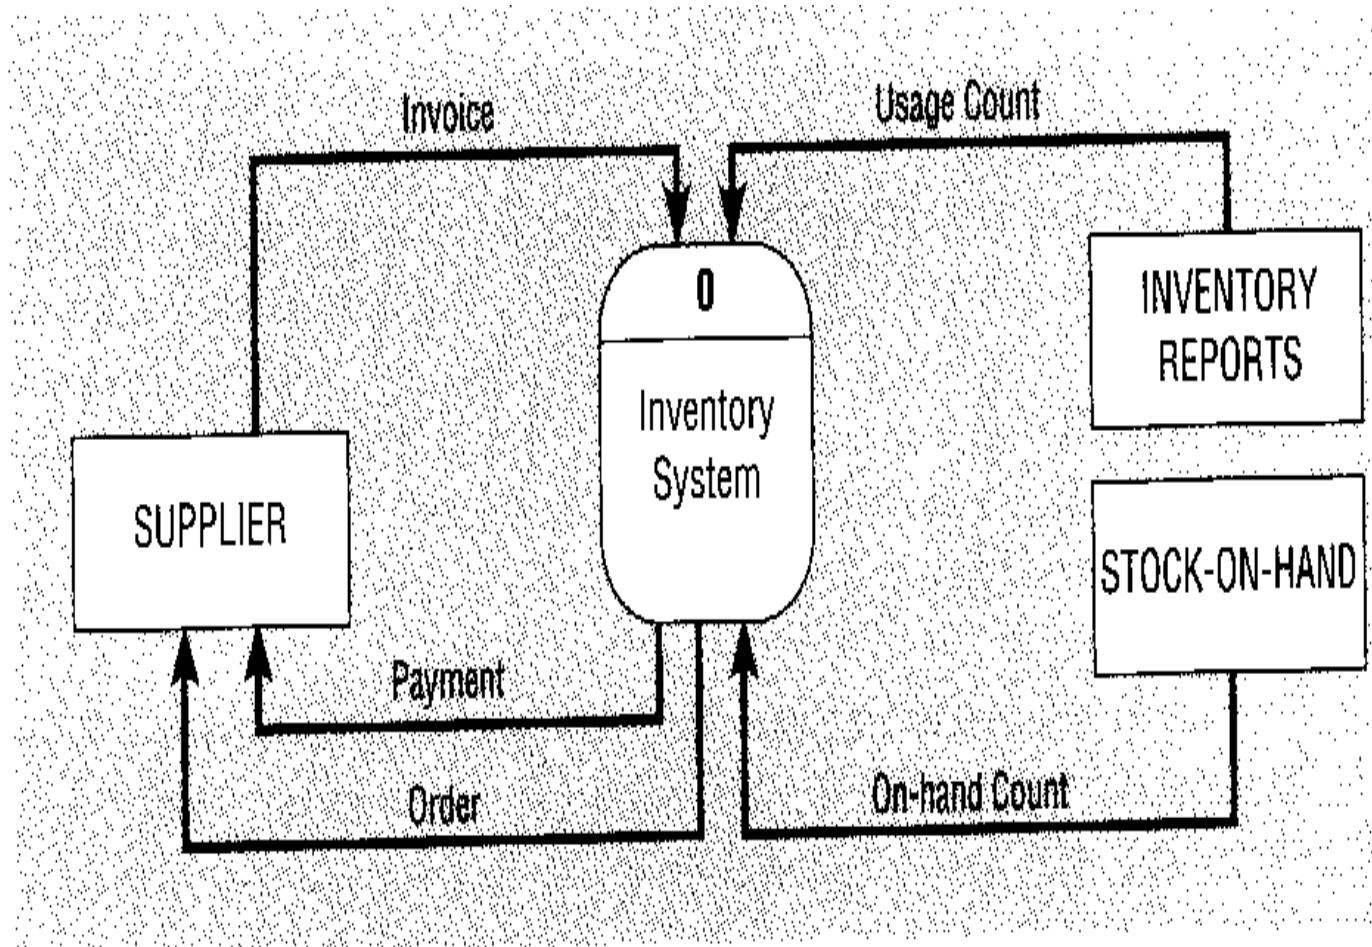 Invoice
Usage Count
0
Inventory
System
INVENTORY
REPORTS
SUPPLIER
STOCK-ON-HAND
Payment
Order
On-hand Count